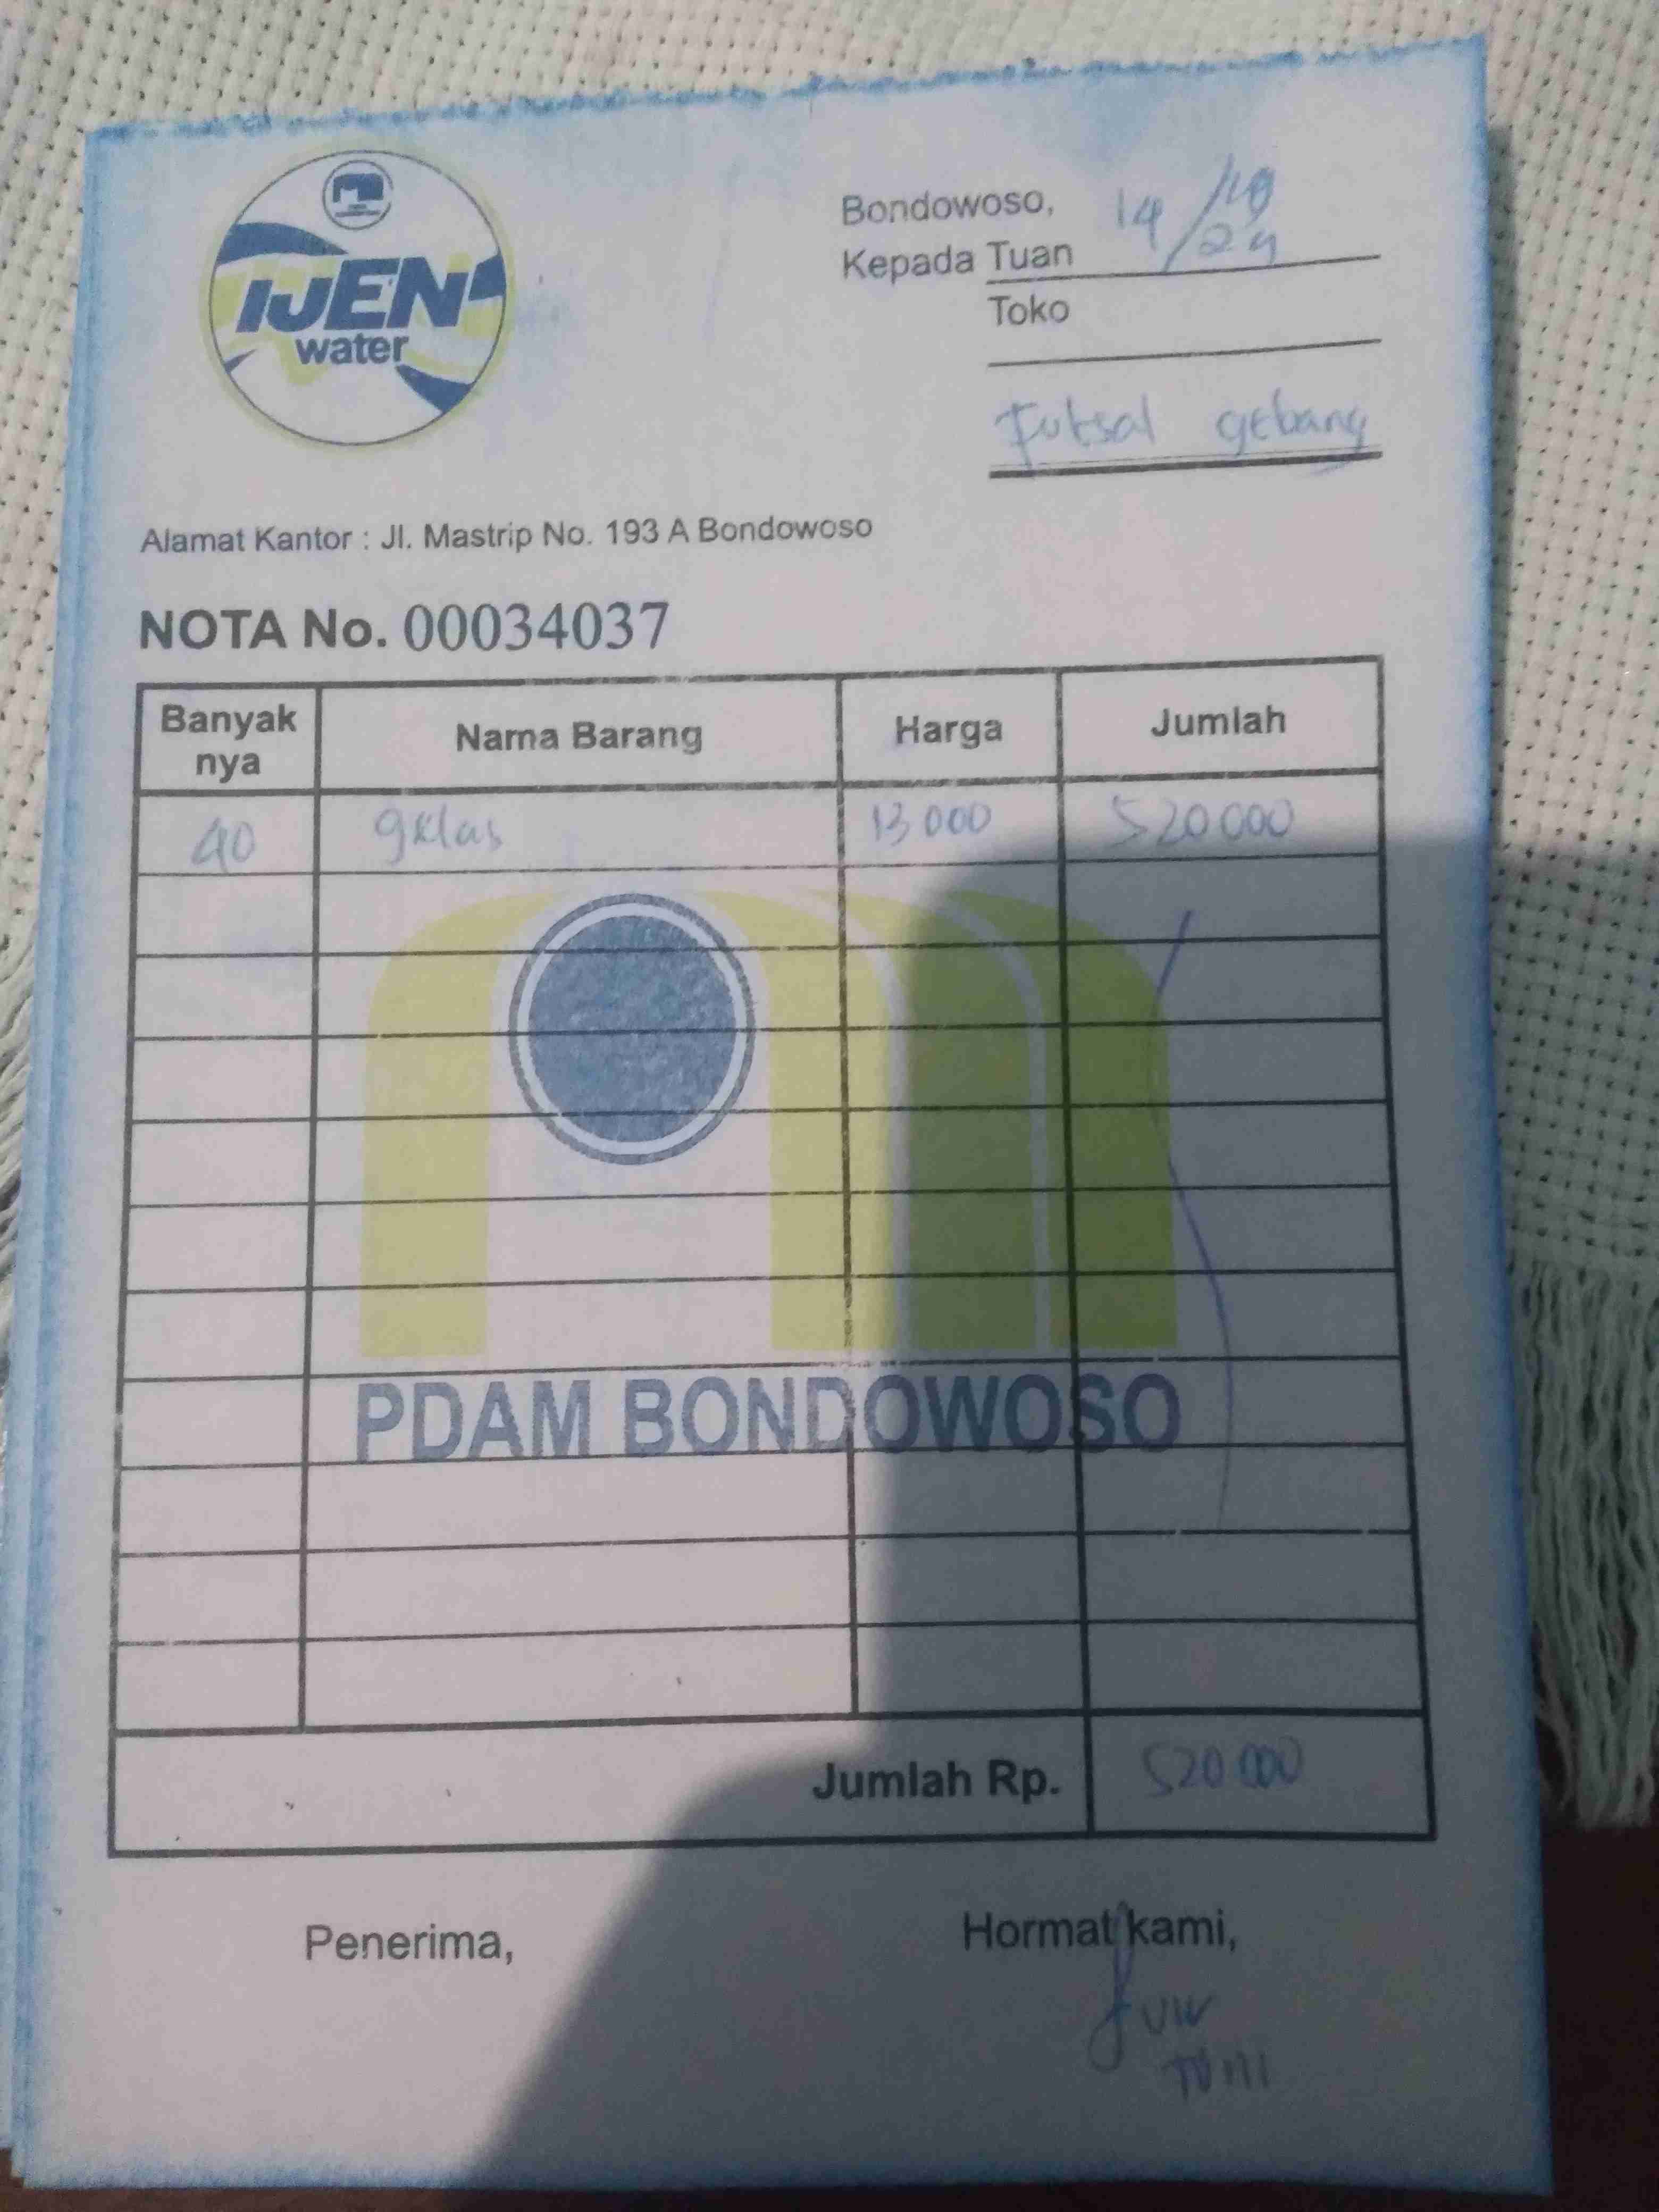 IJEN
water
Bondowoso, 14/10/24
Kepada Tuan
Toko
Futsal gebang
Alamat Kantor : Jl. Mastrip No. 193 A Bondowoso
NOTA No. 00034037
Banyak nya Nama Barang Harga Jumlah
40 gelas 13 000 520 000
PDAM BONDOWOSO
Jumlah Rp. 520 000
Penerima, Hormat kami,